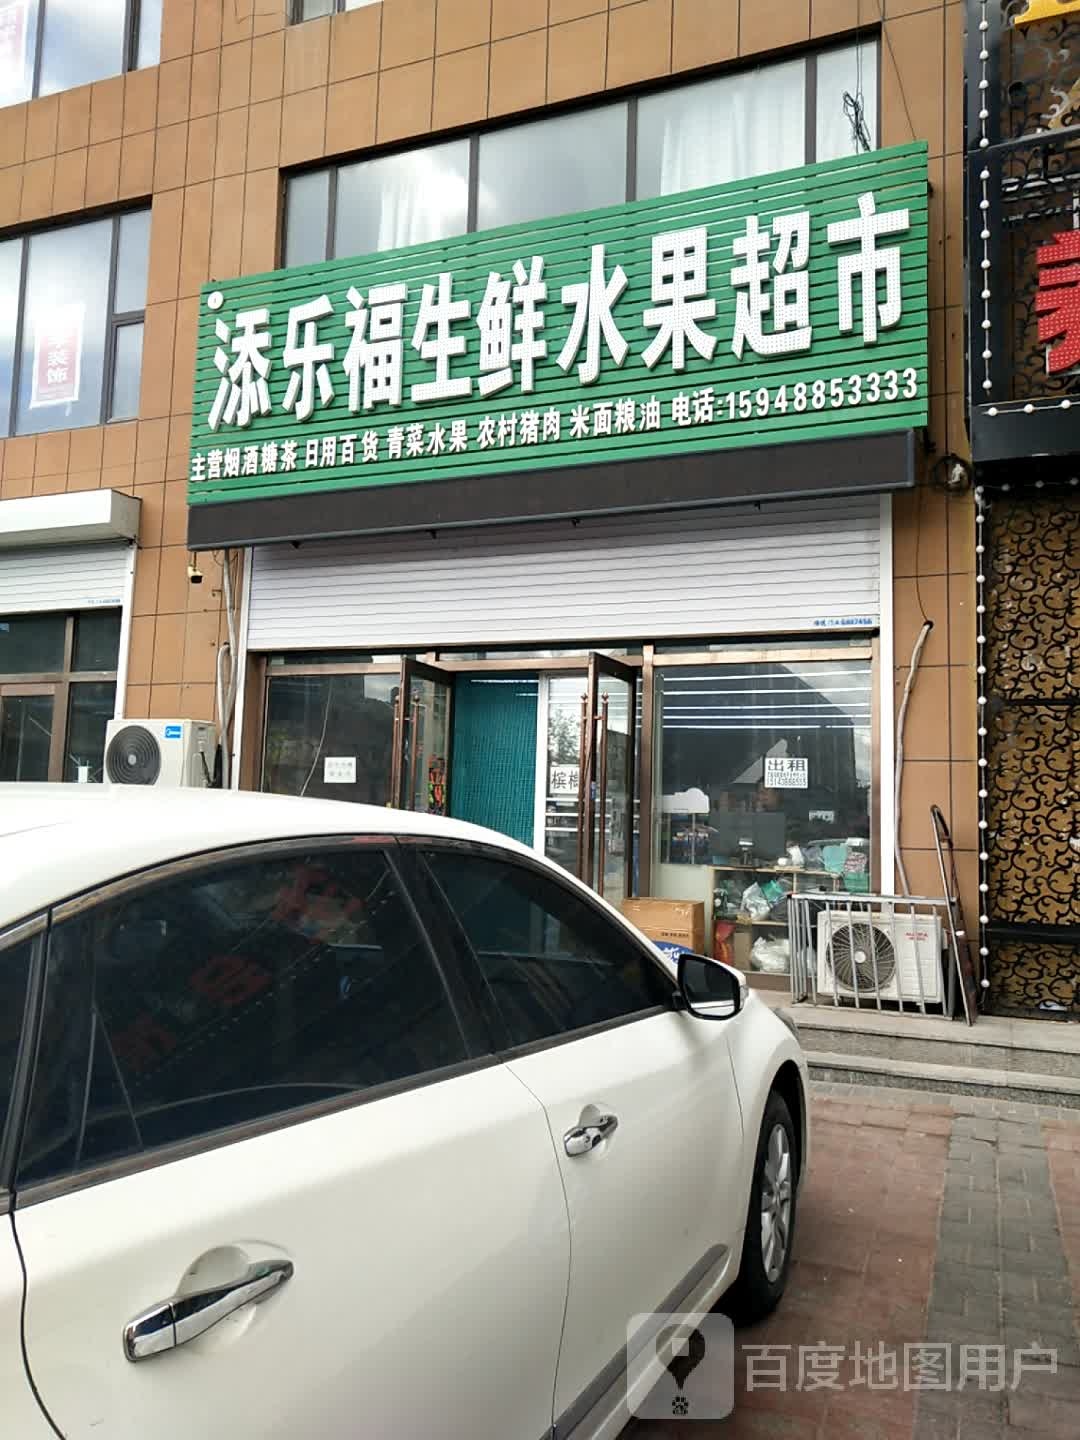 添乐福生鲜水果超市
主营烟酒糖茶 日用百货 青菜水果 农村猪肉 米面粮油 电话:15948853333
装饰
出租
百度地图用户